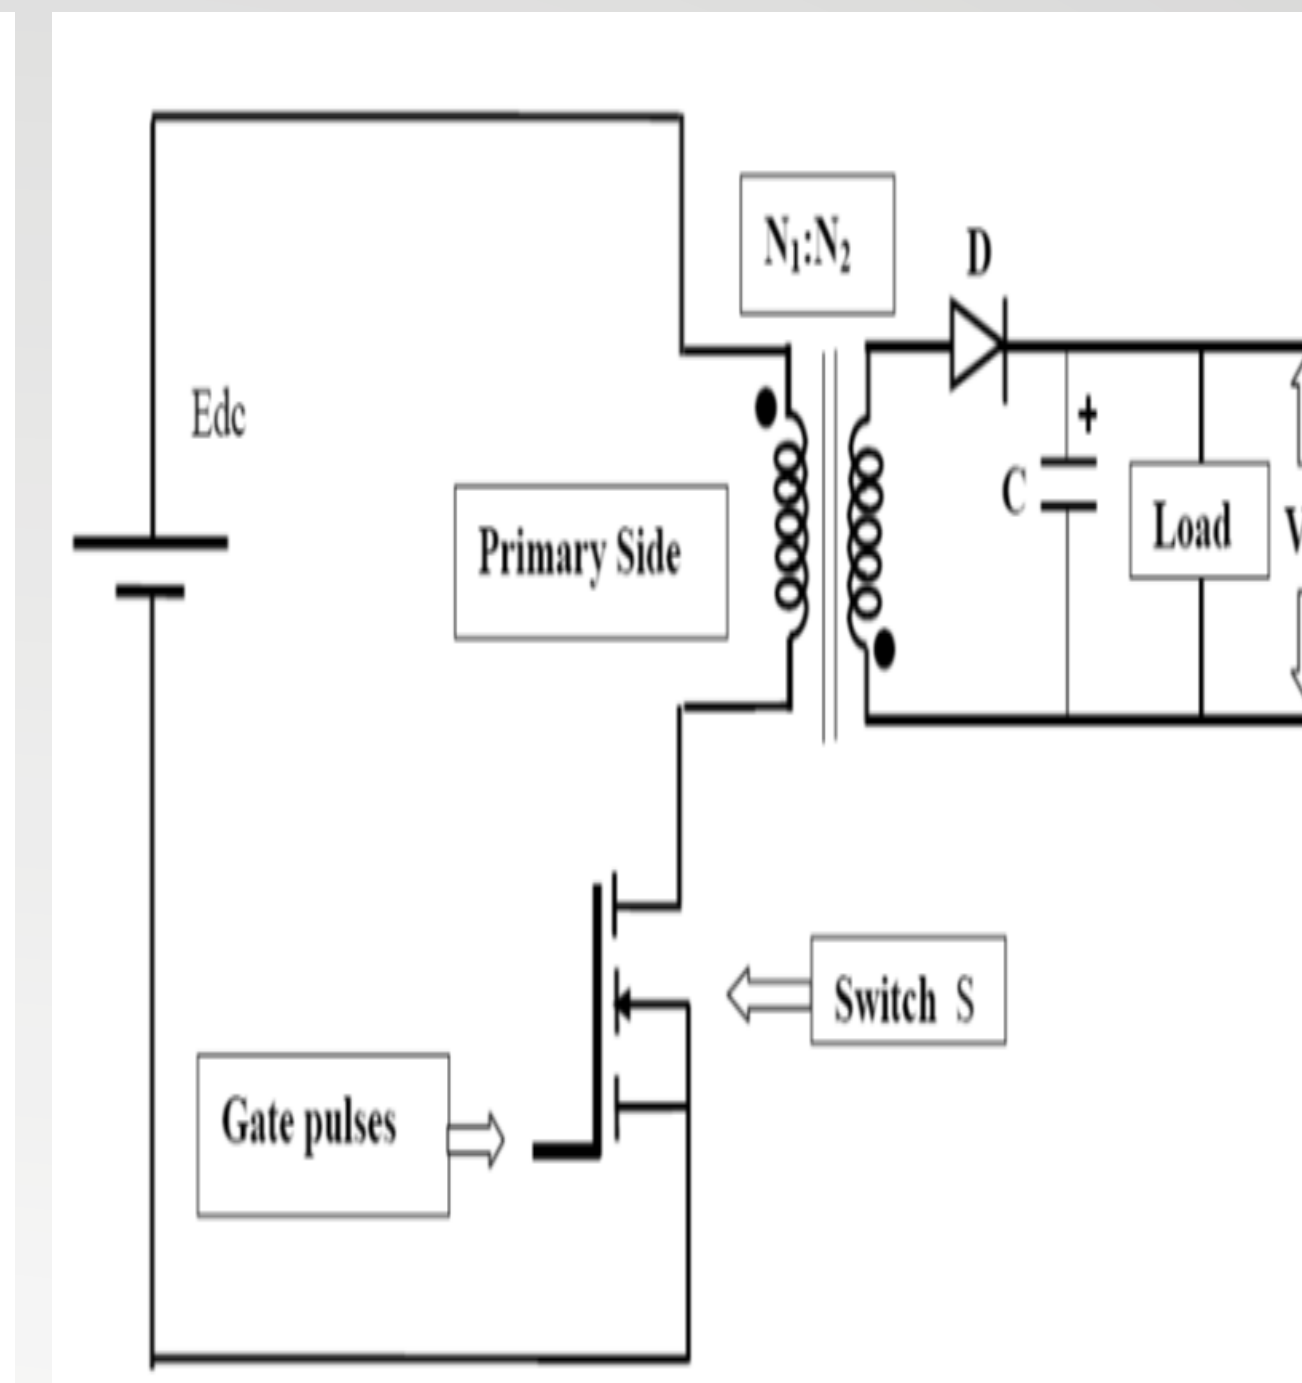 N₁:N₂
D
Edc
+
C
Primary Side
Load
V
Switch S
Gate pulses